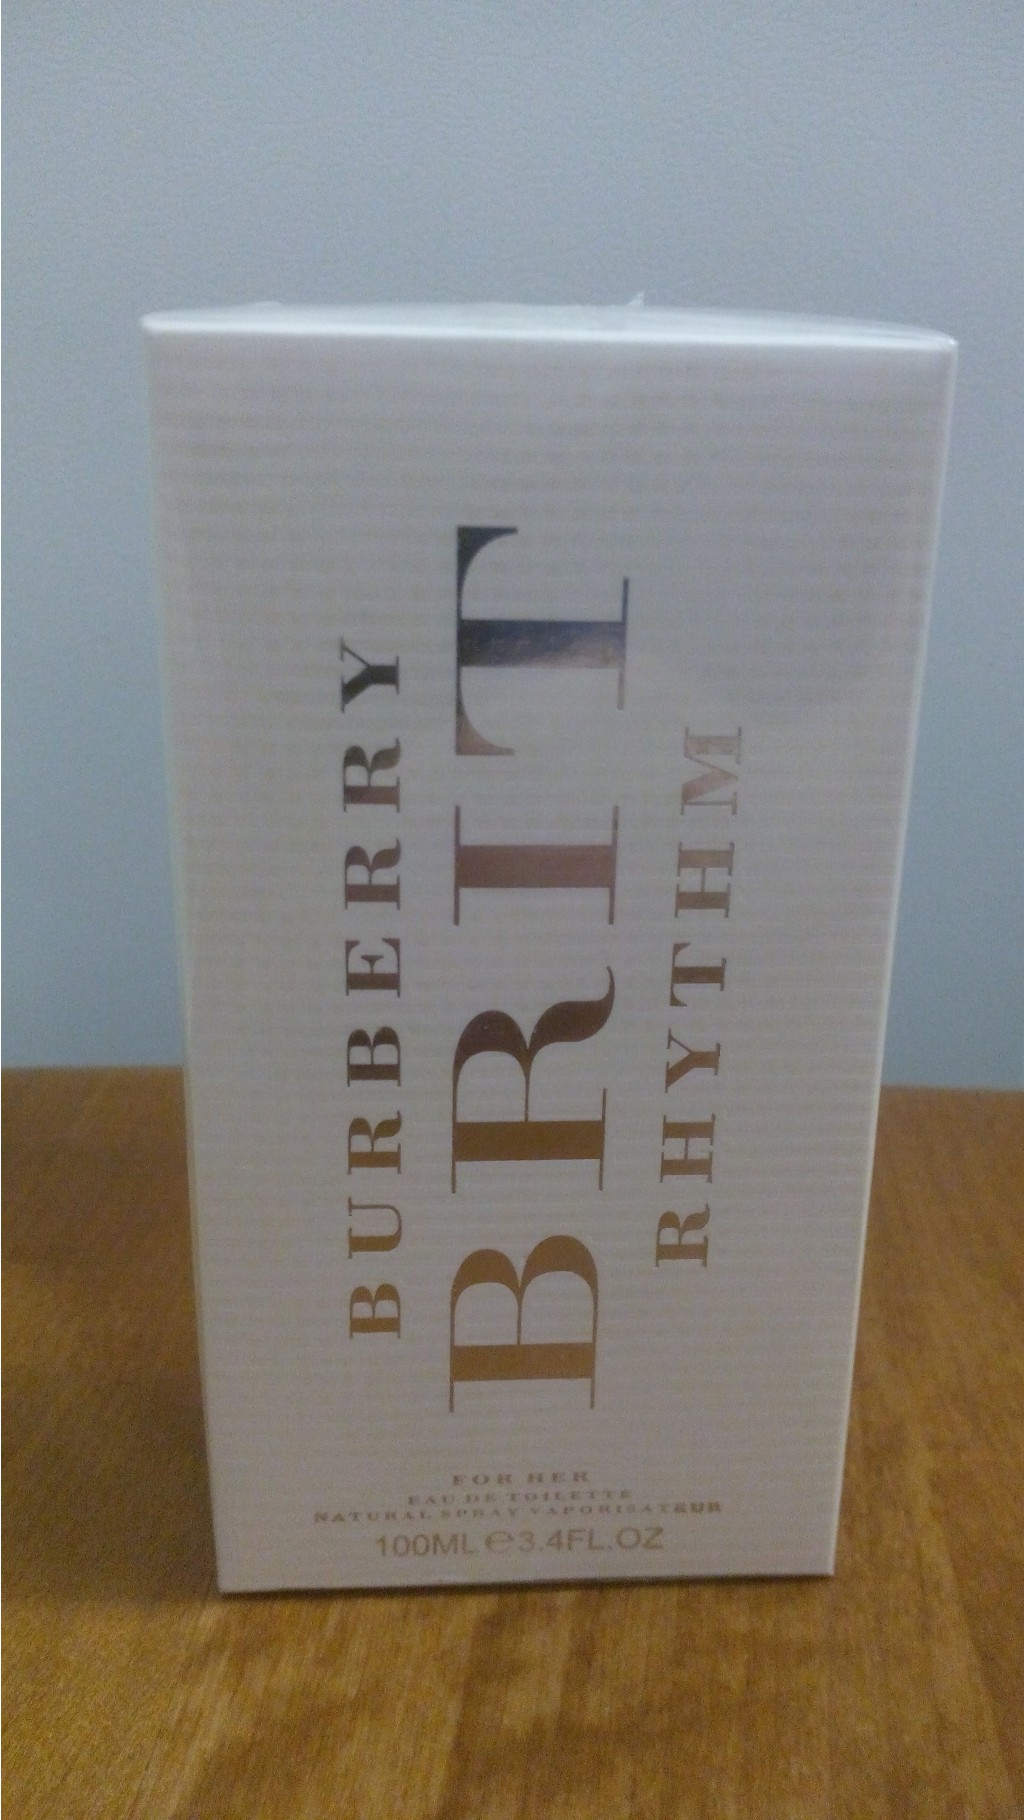 BURBERRY
BRIT
RHYTHM
FOR HER
EAU DE TOILETTE
NATURAL SPRAY VAPORISATEUR
100ML e 3.4FL.OZ